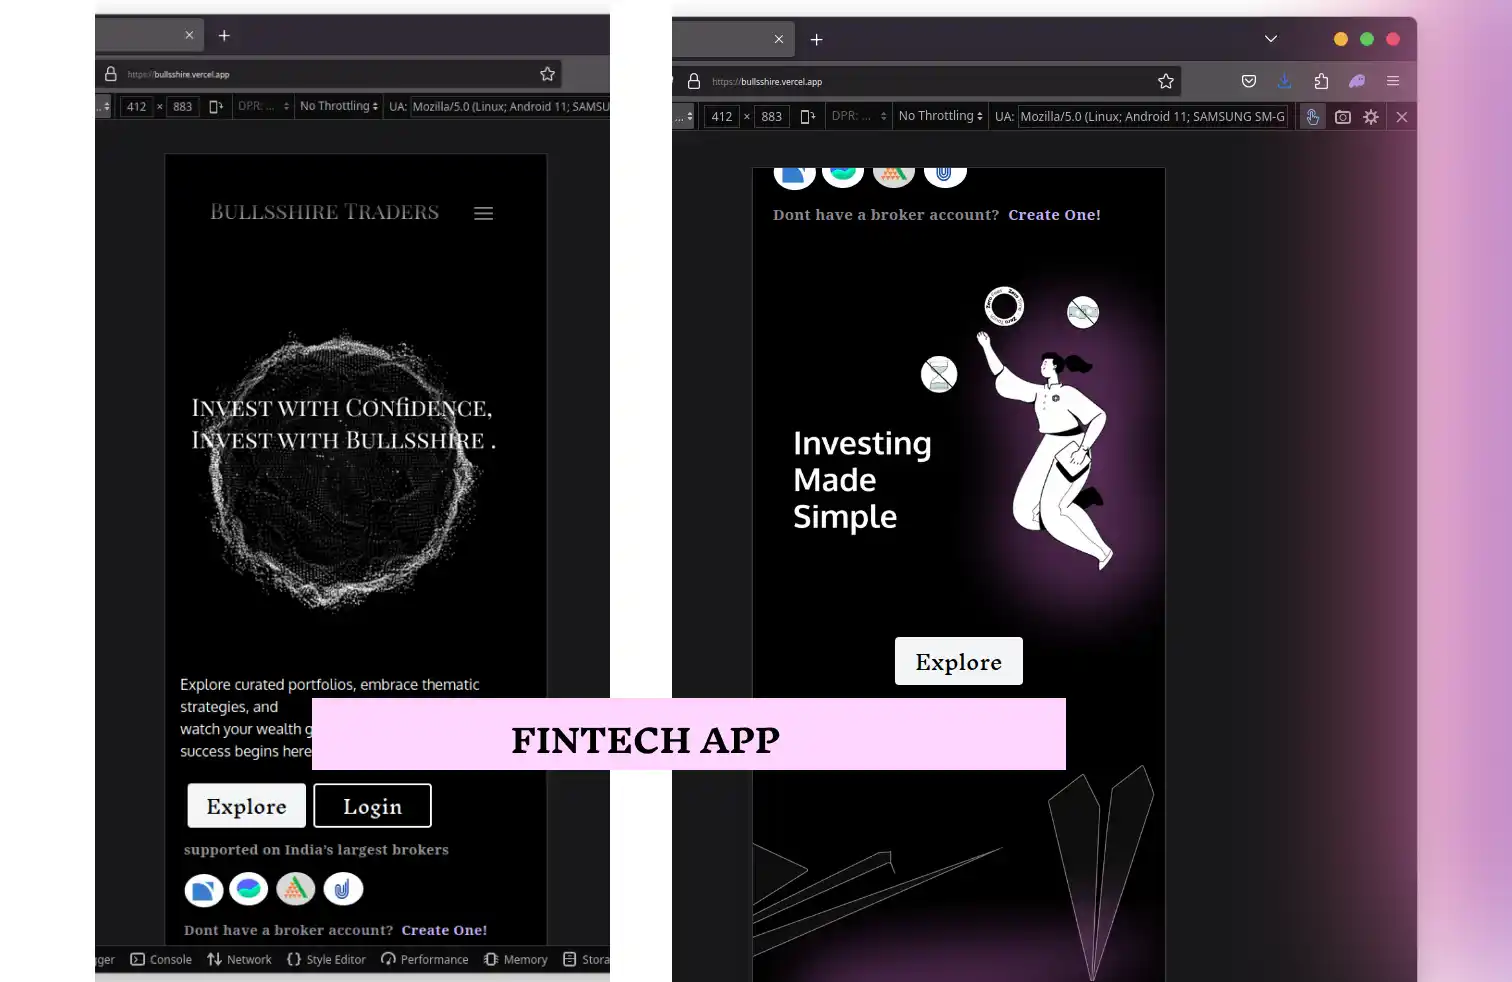 https://bullsshire.vercel.app
412 × 883 DPR: ... No Throttling UA: Mozilla/5.0 (Linux; Android 11; SAMSU
BULLSSHIRE TRADERS
INVEST WITH CONfiDENCE,
INVEST WITH BULLSSHIRE .
Explore curated portfolios, embrace thematic
strategies, and
watch your wealth g
success begins here
Explore Login
supported on India's largest brokers
Dont have a broker account? Create One!
gger Console Network Style Editor Performance Memory Stora
https://bullsshire.vercel.app
... 412 × 883 DPR: ... No Throttling UA: Mozilla/5.0 (Linux; Android 11; SAMSUNG SM-G
Dont have a broker account? Create One!
Investing
Made
Simple
Explore
FINTECH APP